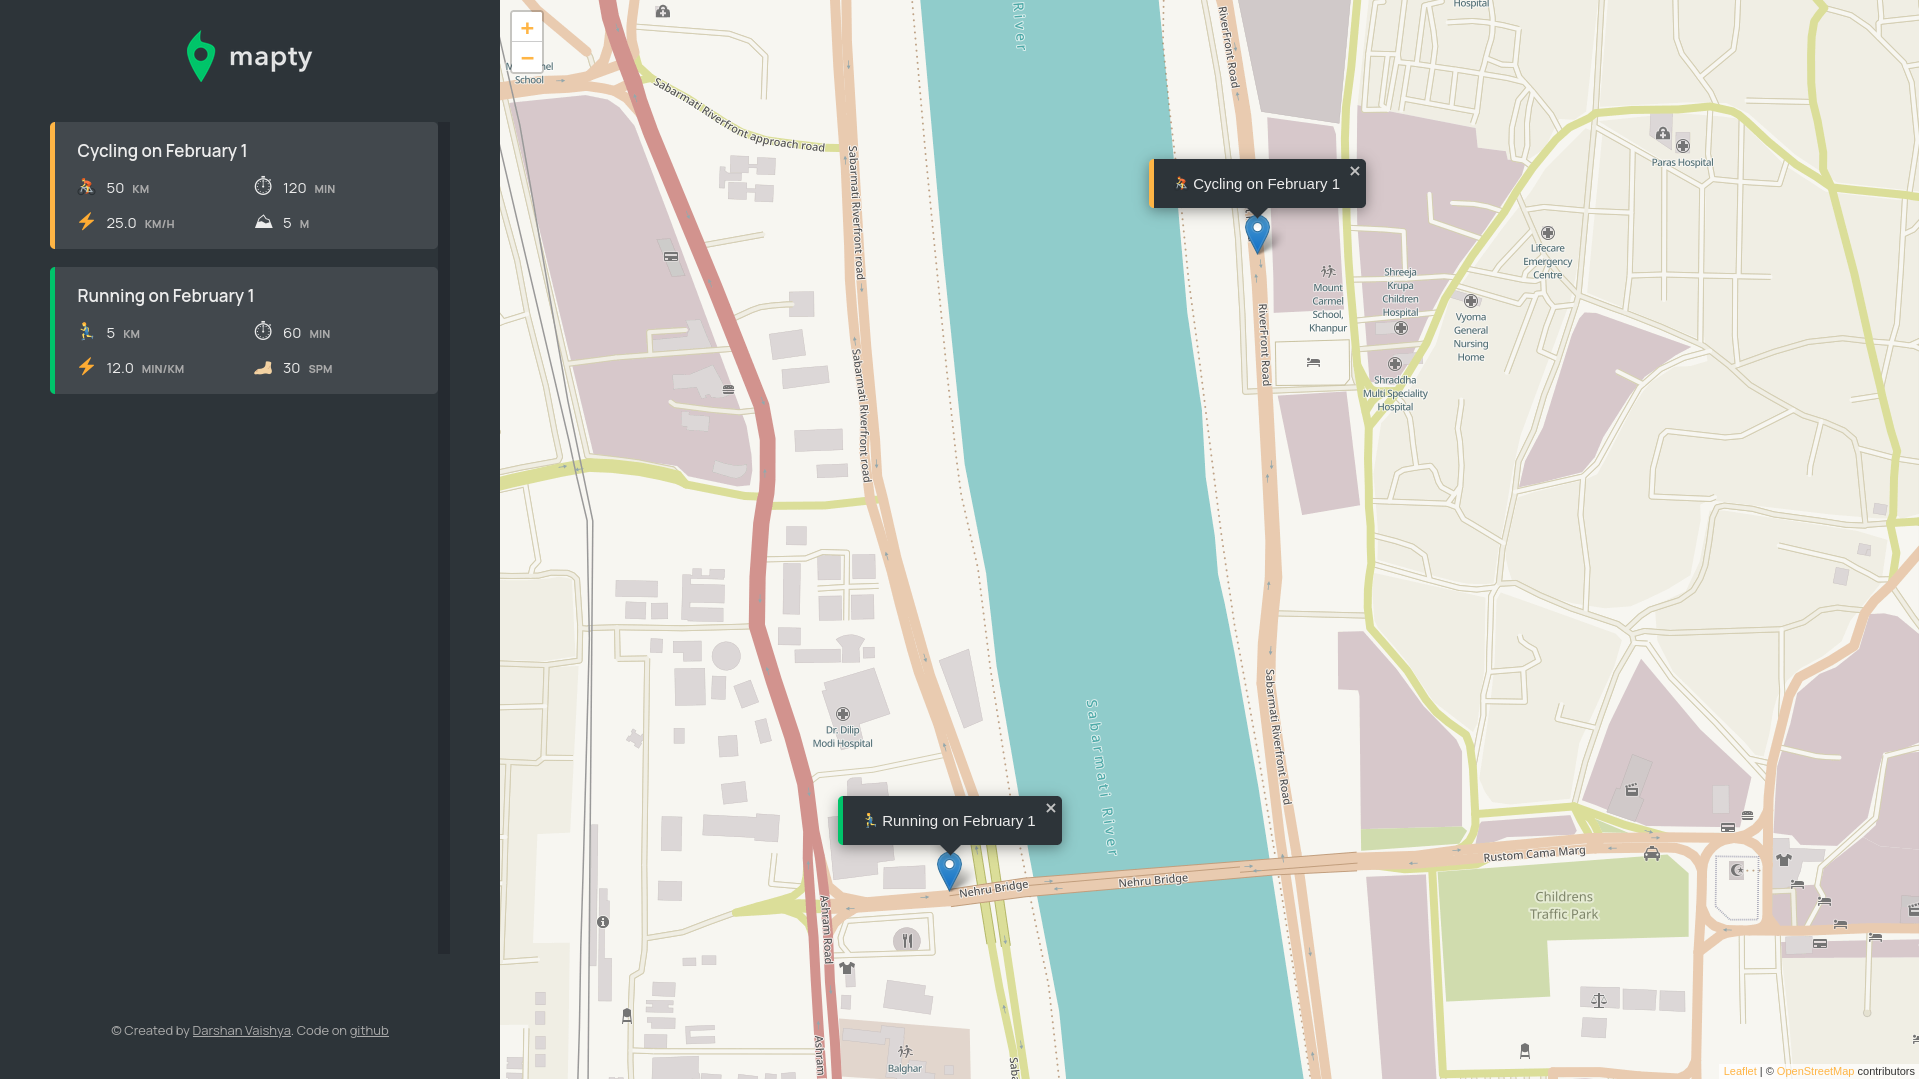 mapty
Cycling on February 1
50 KM
120 MIN
25.0 KM/H
5 M
Running on February 1
5 KM
60 MIN
12.0 MIN/KM
30 SPM
© Created by Darshan Vaishya. Code on github
+
−
School
Sabarmati Riverfront approach road
Sabarmati Riverfront road
Sabarmati Riverfront road
River
RiverFront Road
Hospital
Paras Hospital
Cycling on February 1
×
Lifecare
Emergency
Centre
Mount
Carmel
School,
Khanpur
Shreeja
Krupa
Children
Hospital
Vyoma
General
Nursing
Home
RiverFront Road
Shraddha
Multi Speciality
Hospital
Dr. Dilip
Modi Hospital
Sabarmati River
Sabarmati Riverfront Road
Running on February 1
×
Nehru Bridge
Nehru Bridge
Rustom Cama Marg
Childrens
Traffic Park
Ashram Road
Ashram
Balghar
Saba
Leaflet | © OpenStreetMap contributors